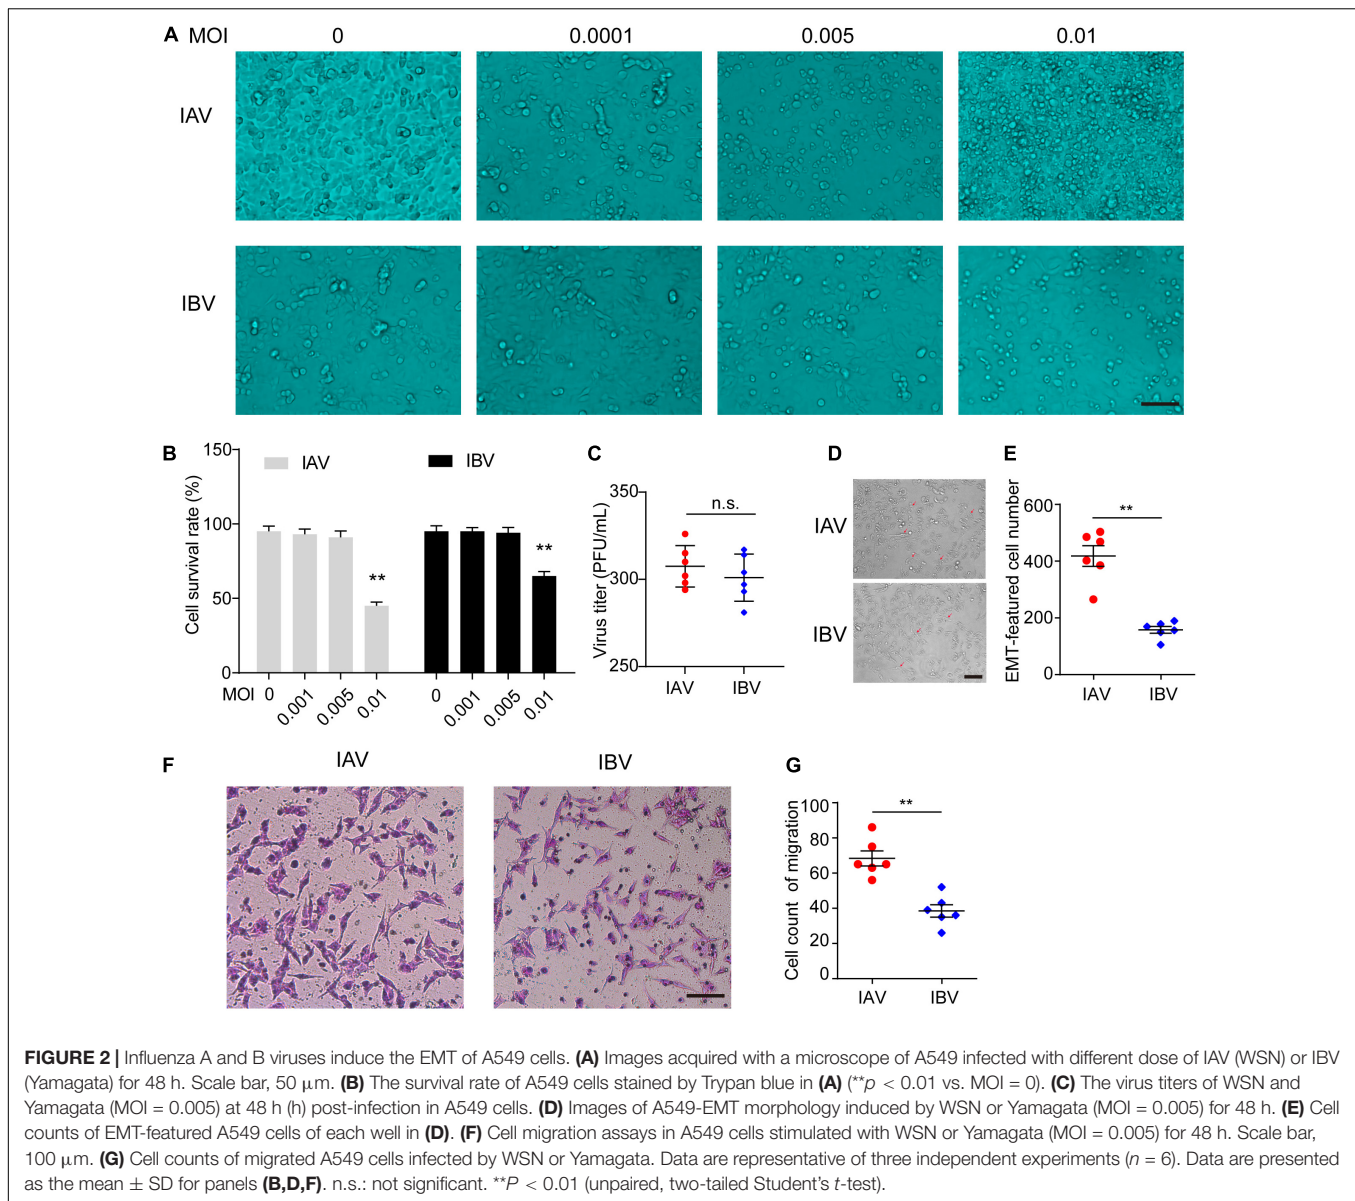 A MOI 0 0.0001 0.005 0.01
IAV
IBV
B
150
100
50
0
Cell survival rate (%)
IAV
IBV
**
**
MOI 0 0.001 0.005 0.01 0 0.001 0.005 0.01
C
350
300
250
Virus titer (PFU/mL)
n.s.
IAV IBV
D
IAV
IBV
E
600
400
200
0
EMT-featured cell number
**
IAV IBV
F
IAV IBV
G
100
80
60
40
20
0
Cell count of migration
**
IAV IBV
FIGURE 2 | Influenza A and B viruses induce the EMT of A549 cells. (A) Images acquired with a microscope of A549 infected with different dose of IAV (WSN) or IBV
(Yamagata) for 48 h. Scale bar, 50 μm. (B) The survival rate of A549 cells stained by Trypan blue in (A) (**p < 0.01 vs. MOI = 0). (C) The virus titers of WSN and
Yamagata (MOI = 0.005) at 48 h (h) post-infection in A549 cells. (D) Images of A549-EMT morphology induced by WSN or Yamagata (MOI = 0.005) for 48 h. (E) Cell
counts of EMT-featured A549 cells of each well in (D). (F) Cell migration assays in A549 cells stimulated with WSN or Yamagata (MOI = 0.005) for 48 h. Scale bar,
100 μm. (G) Cell counts of migrated A549 cells infected by WSN or Yamagata. Data are representative of three independent experiments (n = 6). Data are presented
as the mean ± SD for panels (B,D,F). n.s.: not significant. **P < 0.01 (unpaired, two-tailed Student's t-test).